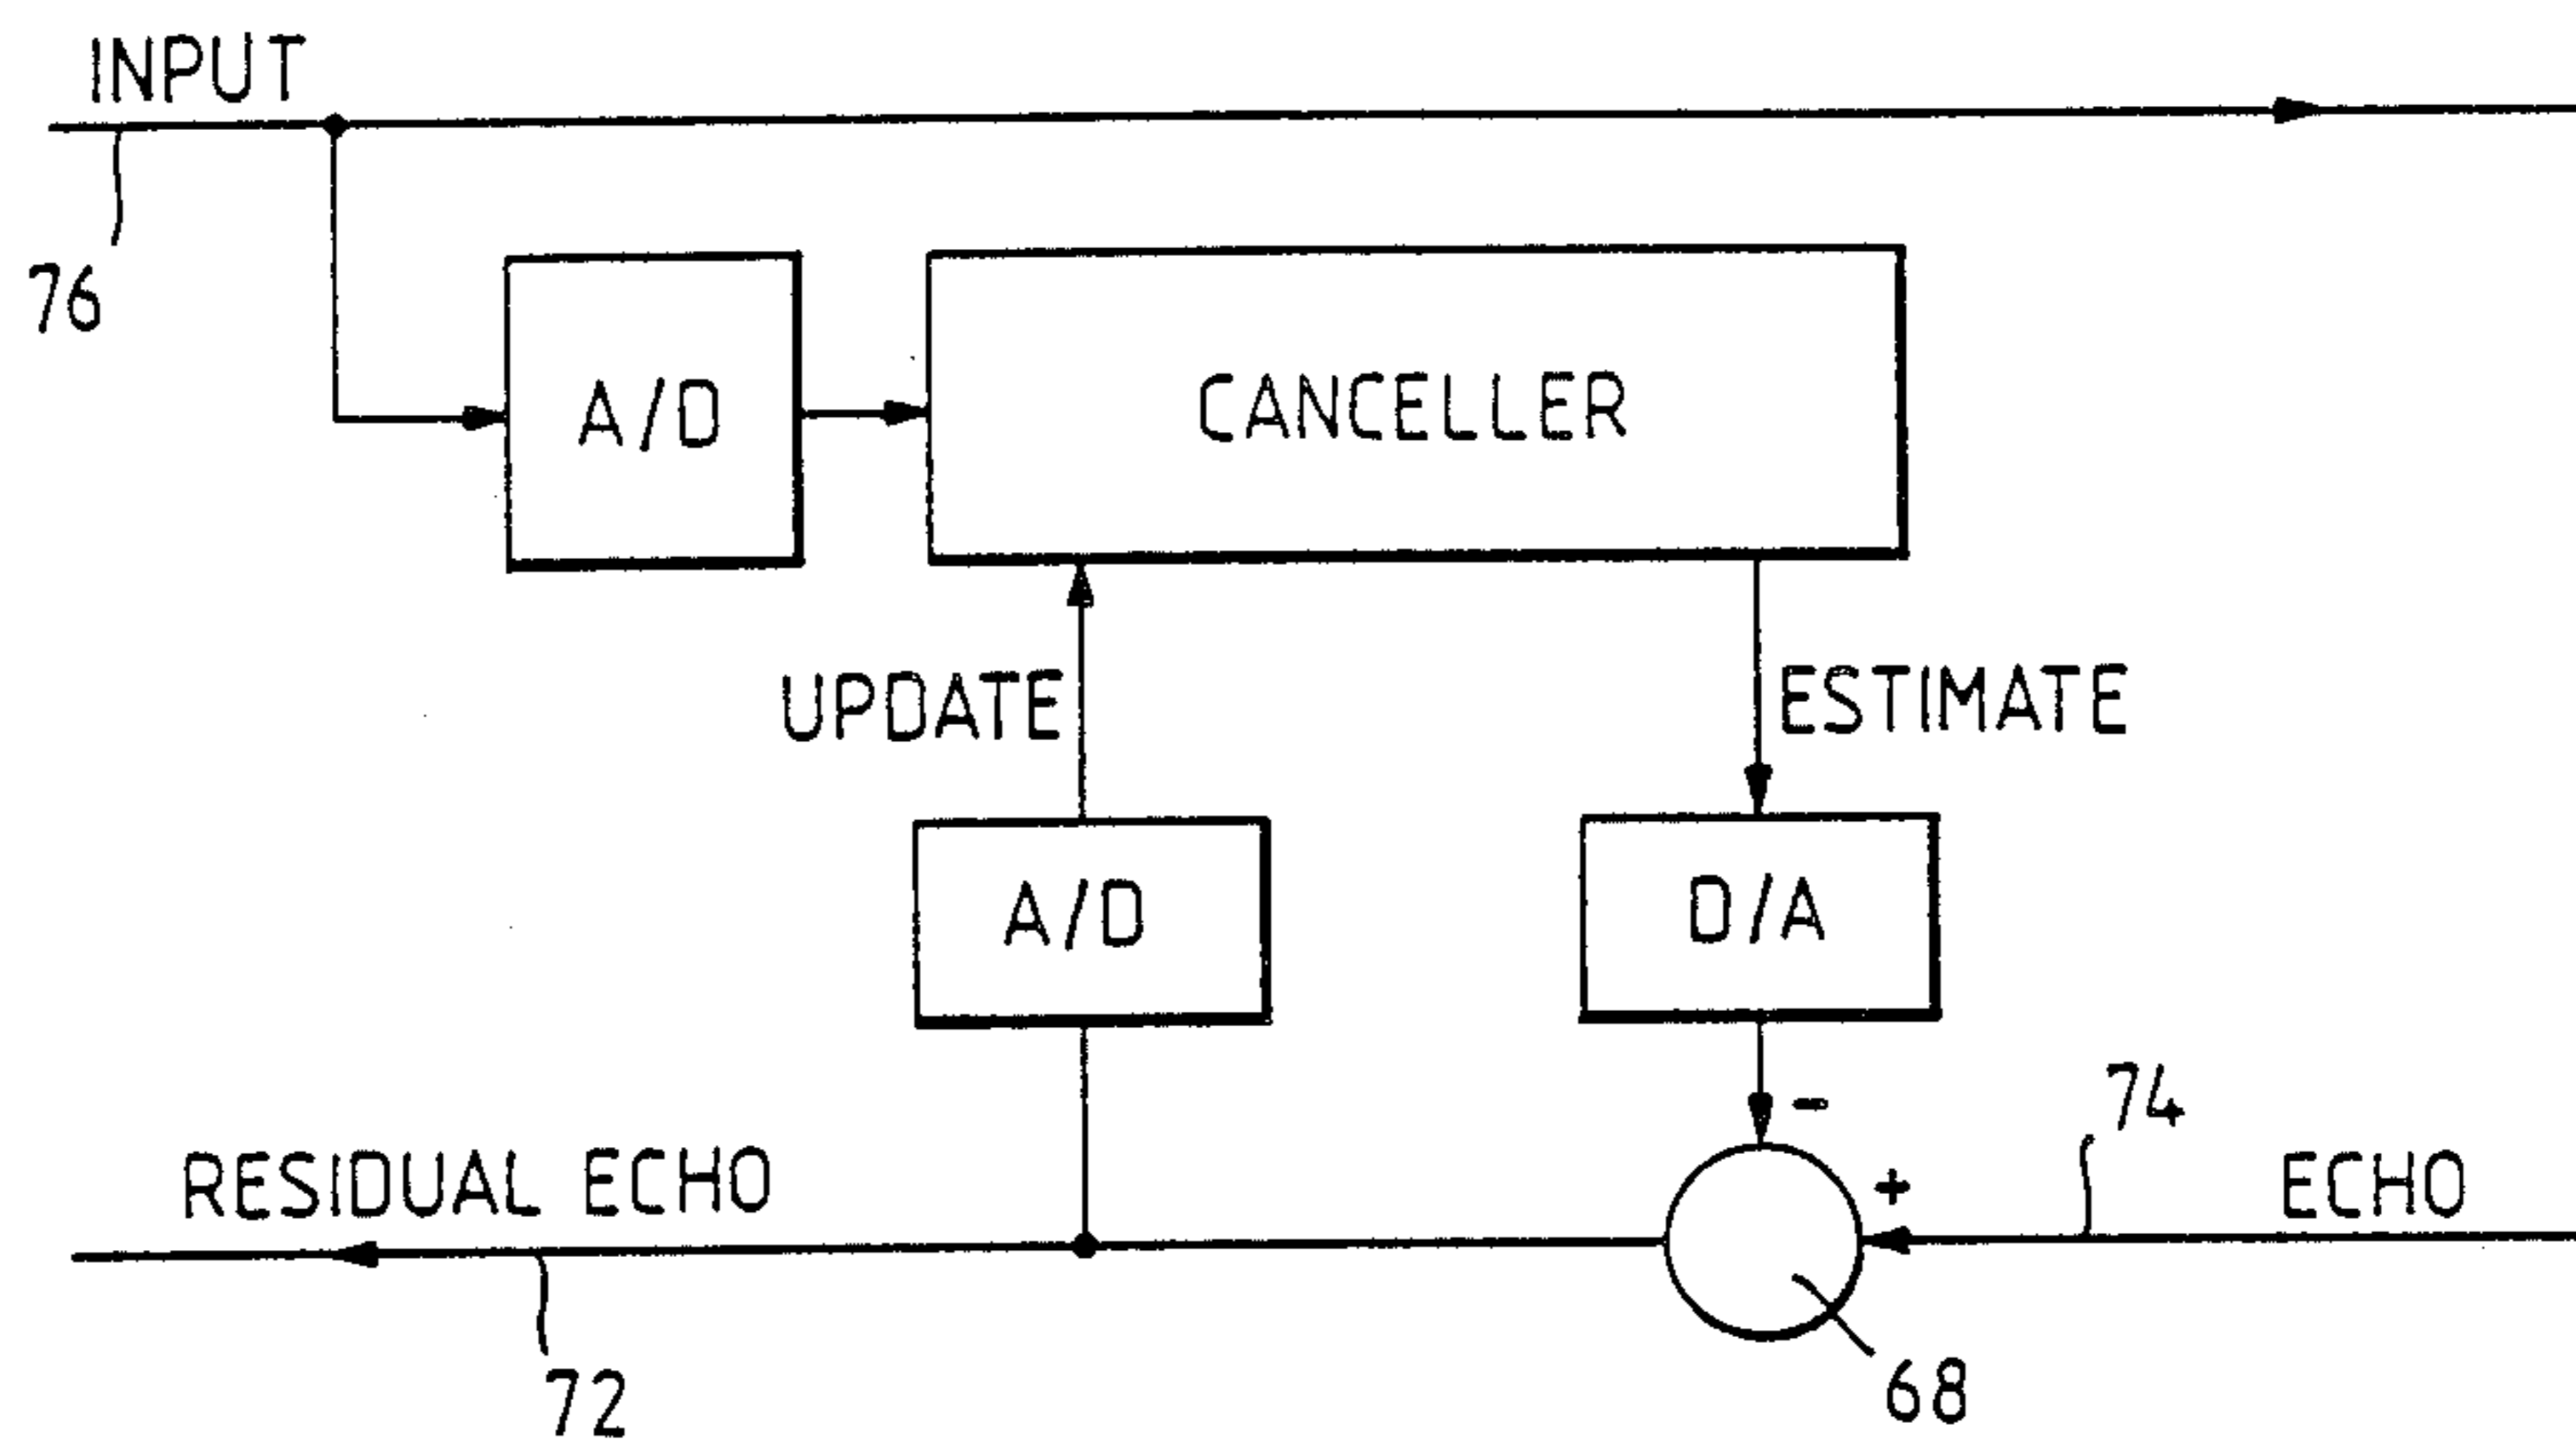 INPUT
76
A/D
CANCELLER
UPDATE
ESTIMATE
A/D
D/A
-
+
74
RESIDUAL ECHO
ECHO
72
68